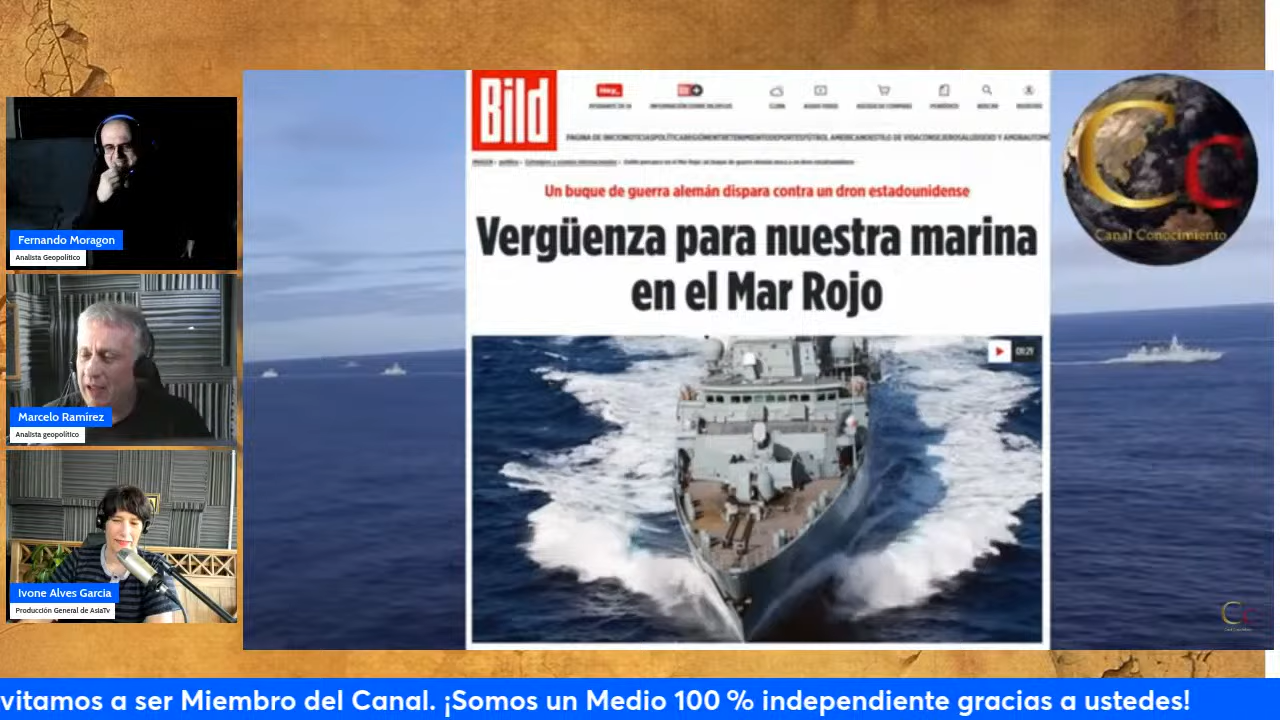 Fernando Moragon
Analista Geopolítico
Marcelo Ramírez
Analista geopolítico
Ivone Alves Garcia
Producción General de AsiaTv
Bild
Un buque de guerra alemán dispara contra un dron estadounidense
Vergüenza para nuestra marina
en el Mar Rojo
Canal Conocimiento
vitamos a ser Miembro del Canal. ¡Somos un Medio 100 % independiente gracias a ustedes!